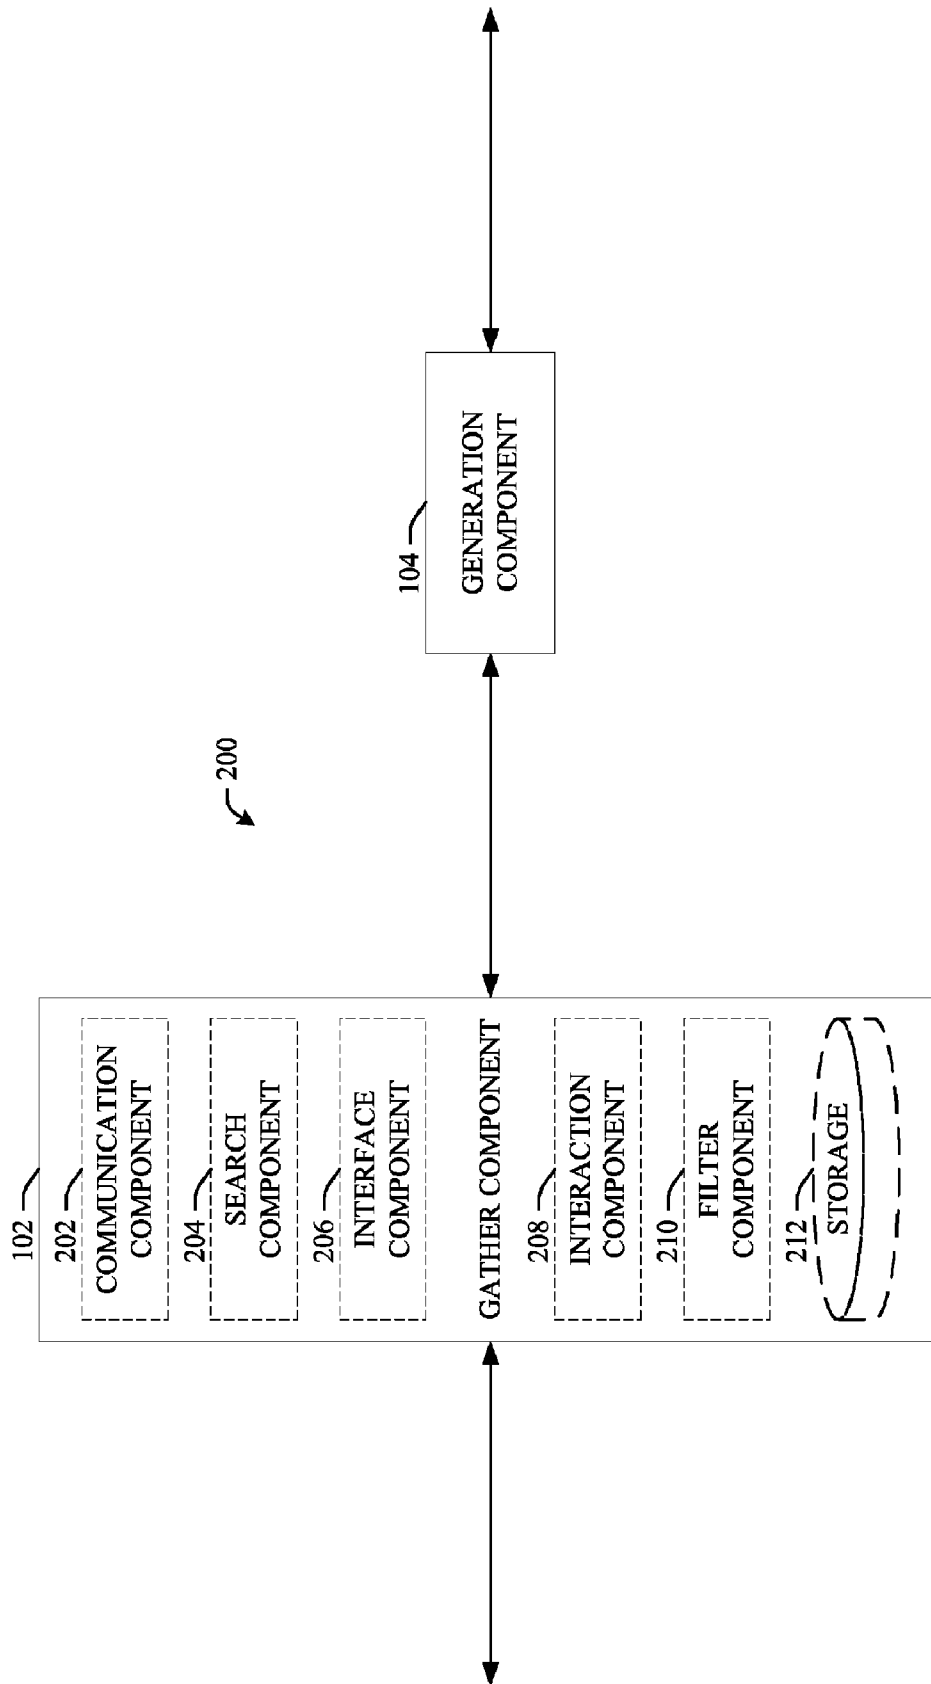 200
102
202
COMMUNICATION
COMPONENT
204
SEARCH
COMPONENT
206
INTERFACE
COMPONENT
GATHER COMPONENT
208
INTERACTION
COMPONENT
210
FILTER
COMPONENT
212
STORAGE
104
GENERATION
COMPONENT